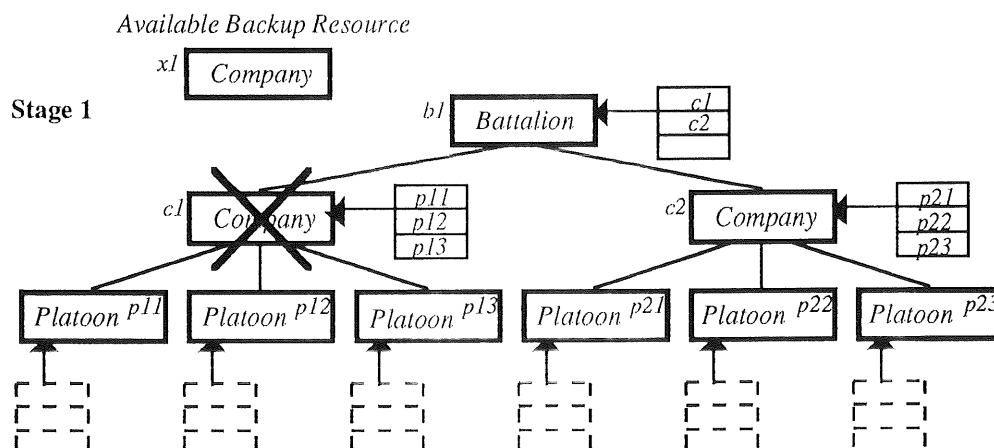 Available Backup Resource
x1 Company
Stage 1
b1 Battalion
c1
c2
c1 Company
p11
p12
p13
c2 Company
p21
p22
p23
Platoon p11
Platoon p12
Platoon p13
Platoon p21
Platoon p22
Platoon p23